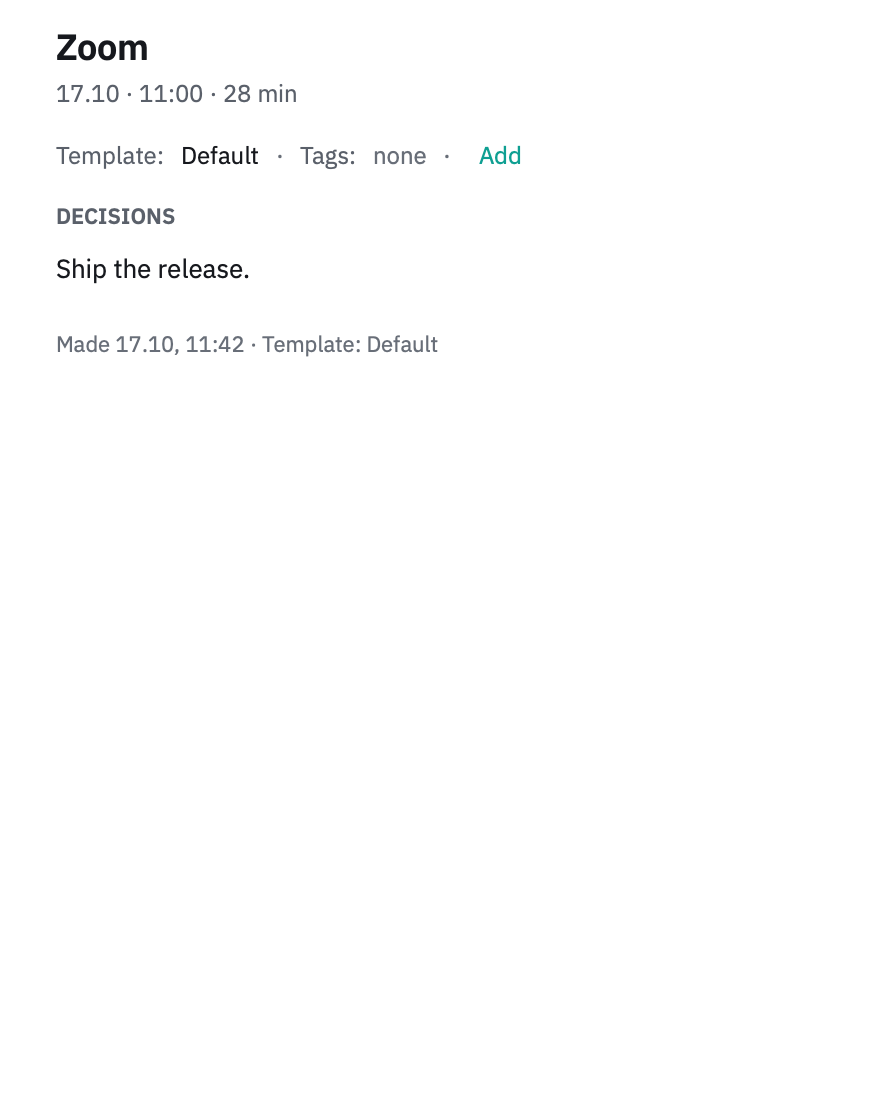 Zoom
17.10 · 11:00 · 28 min
Template: Default · Tags: none · Add
DECISIONS
Ship the release.
Made 17.10, 11:42 · Template: Default